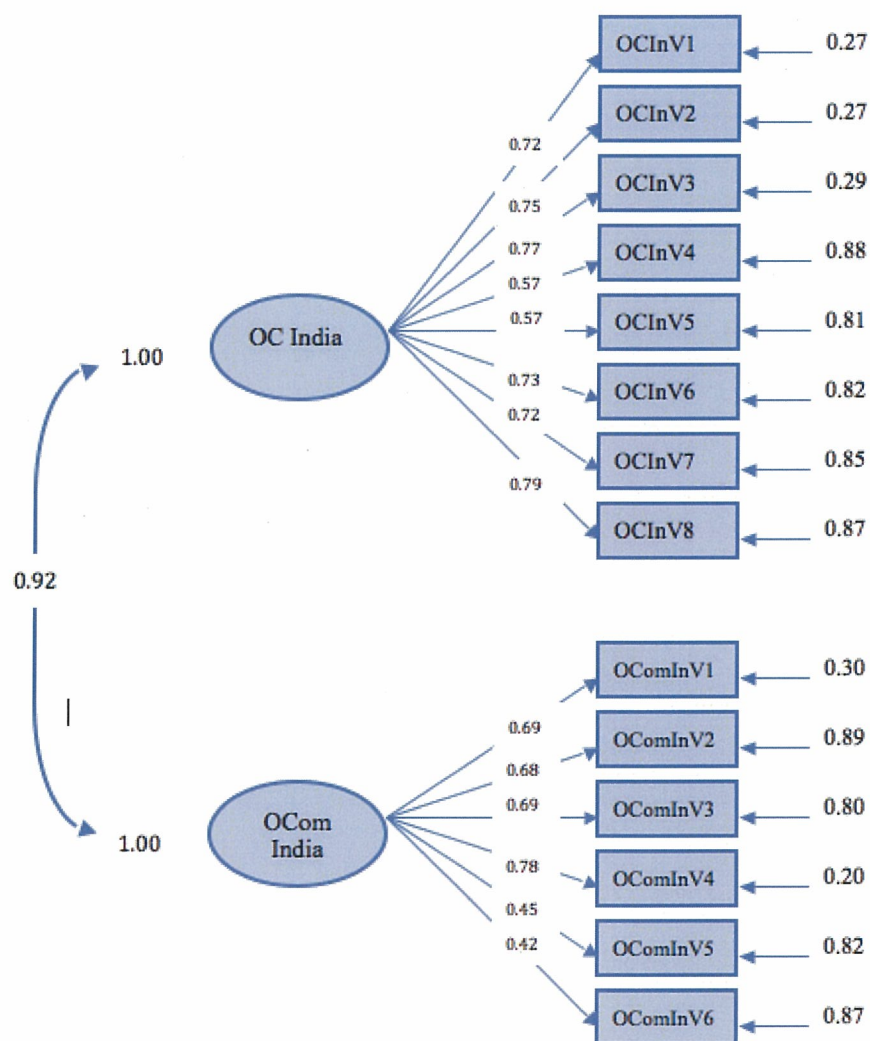 OCInV1
0.27
OCInV2
0.27
0.72
OCInV3
0.29
0.75
OCInV4
0.88
0.77
0.57
OC India
0.57
OCInV5
0.81
1.00
0.73
OCInV6
0.82
0.72
OCInV7
0.85
0.79
OCInV8
0.87
0.92
OComInV1
0.30
0.69
OComInV2
0.89
0.68
0.69
OComInV3
0.80
OCom
India
1.00
0.78
OComInV4
0.20
0.45
0.42
OComInV5
0.82
OComInV6
0.87